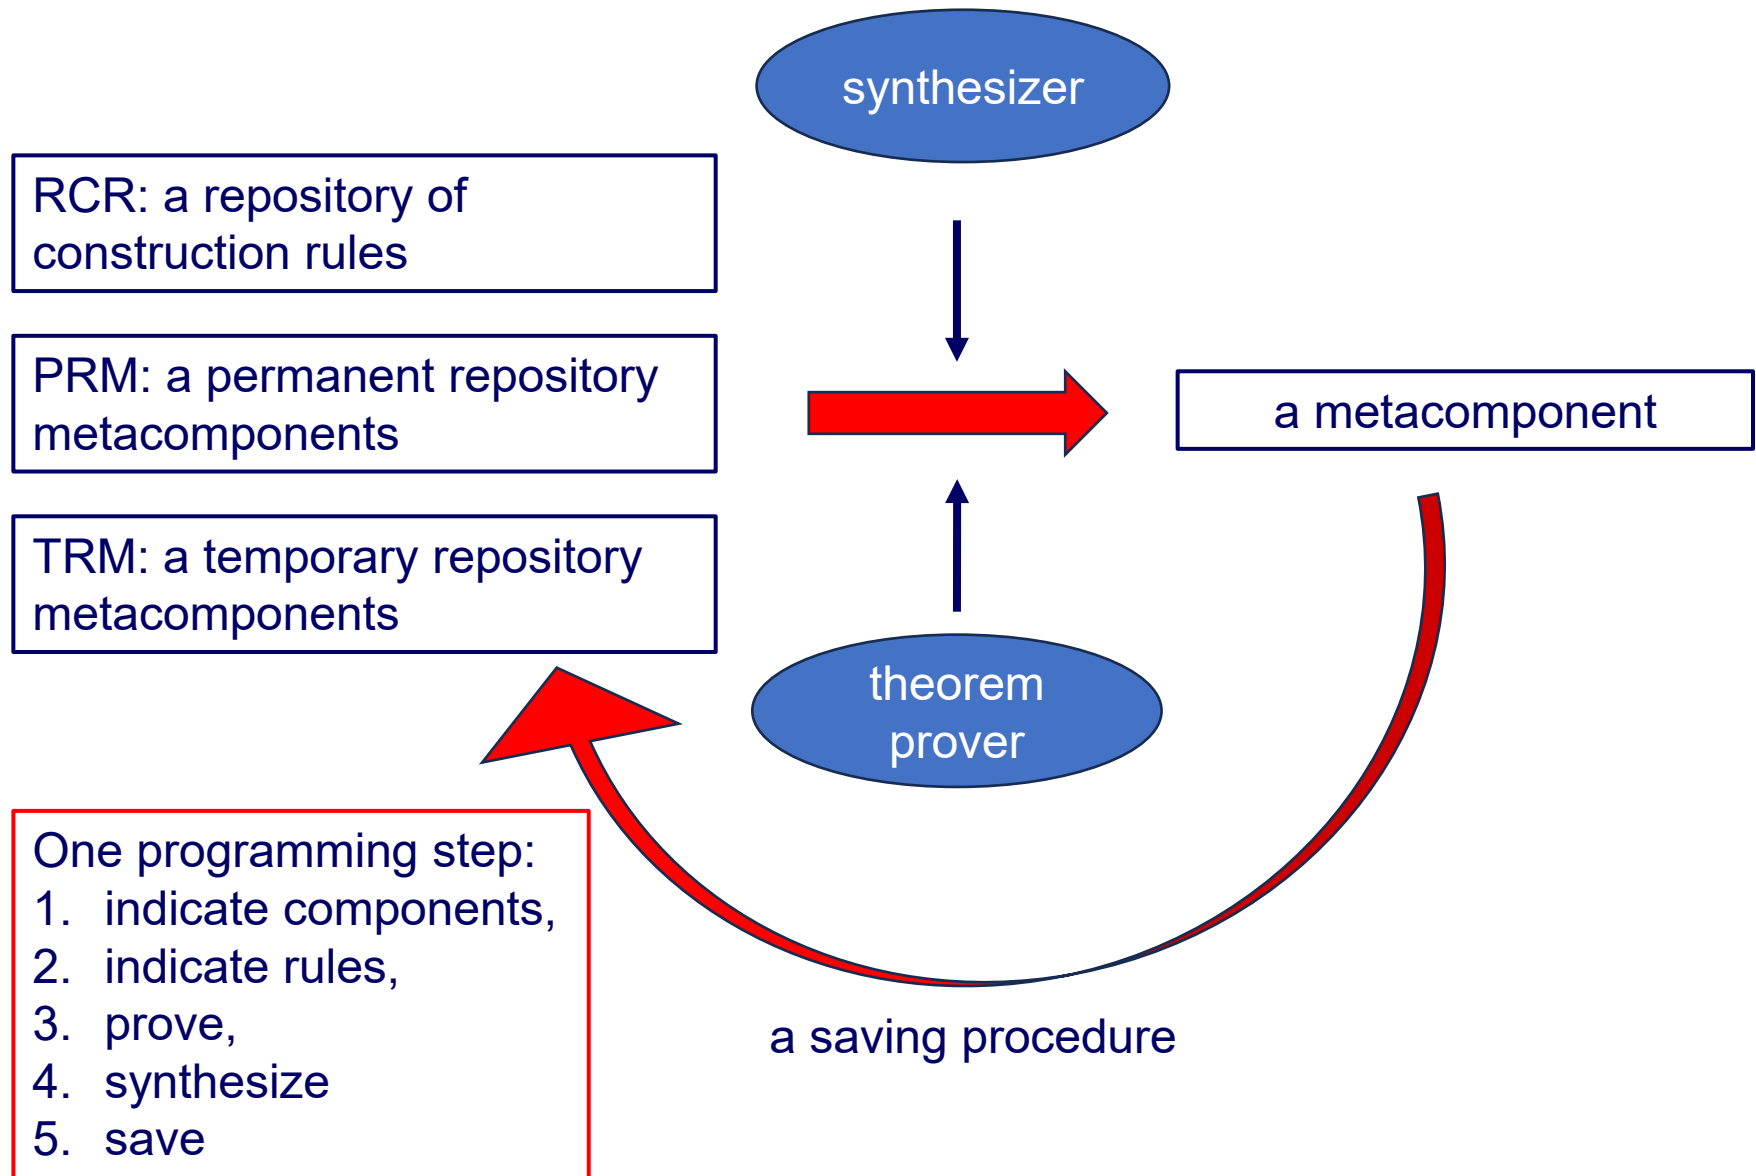 synthesizer
RCR: a repository of
construction rules
PRM: a permanent repository
metacomponents
a metacomponent
TRM: a temporary repository
metacomponents
theorem
prover
One programming step:
1. indicate components,
2. indicate rules,
3. prove,
4. synthesize
5. save
a saving procedure